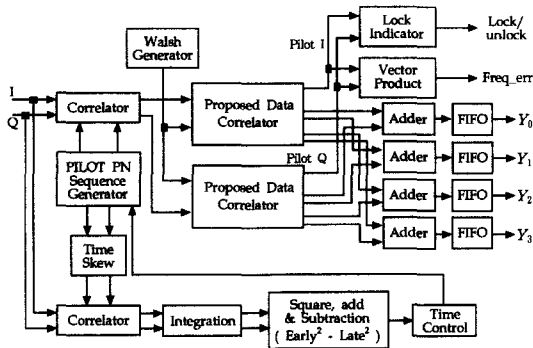 Walsh
Generator
Pilot I
Lock
Indicator
Lock/
unlock
Vector
Product
Freq_err
I
Q
Correlator
Proposed Data
Correlator
Adder
FIFO
Y0
Pilot Q
Adder
FIFO
Y1
PILOT PN
Sequence
Generator
Proposed Data
Correlator
Adder
FIFO
Y2
Adder
FIFO
Y3
Time
Skew
Correlator
Integration
Square, add
& Subtraction
( Early² - Late² )
Time
Control